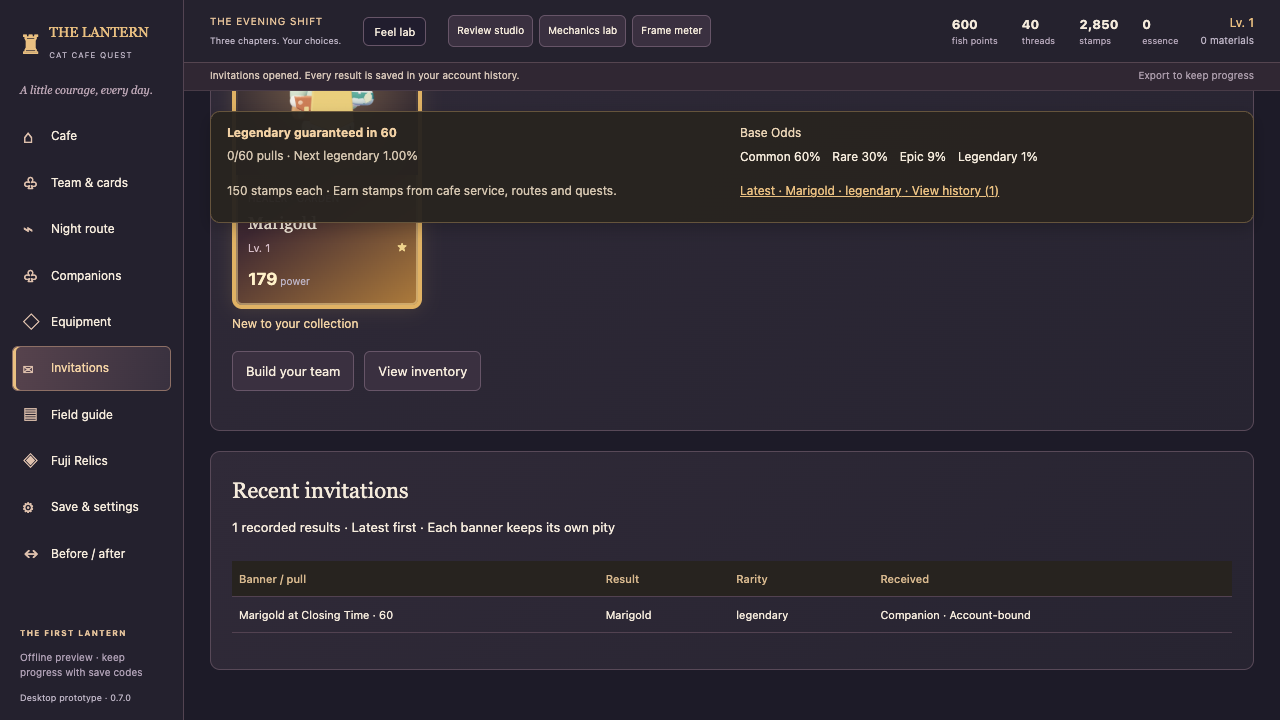 THE LANTERN
CAT CAFE QUEST
A little courage, every day.
Cafe
Team & cards
Night route
Companions
Equipment
Invitations
Field guide
Fuji Relics
Save & settings
Before / after
THE FIRST LANTERN
Offline preview · keep
progress with save codes
Desktop prototype · 0.7.0
THE EVENING SHIFT
Three chapters. Your choices.
Feel lab
Review studio
Mechanics lab
Frame meter
600
fish points
40
threads
2,850
stamps
0
essence
Lv. 1
0 materials
Invitations opened. Every result is saved in your account history.
Export to keep progress
Legendary guaranteed in 60
0/60 pulls · Next legendary 1.00%
150 stamps each · Earn stamps from cafe service, routes and quests.
Base Odds
Common 60% Rare 30% Epic 9% Legendary 1%
Latest · Marigold · legendary · View history (1)
Marigold
Lv. 1
179 power
New to your collection
Build your team
View inventory
Recent invitations
1 recorded results · Latest first · Each banner keeps its own pity
Banner / pull Result Rarity Received
Marigold at Closing Time · 60 Marigold legendary Companion · Account-bound